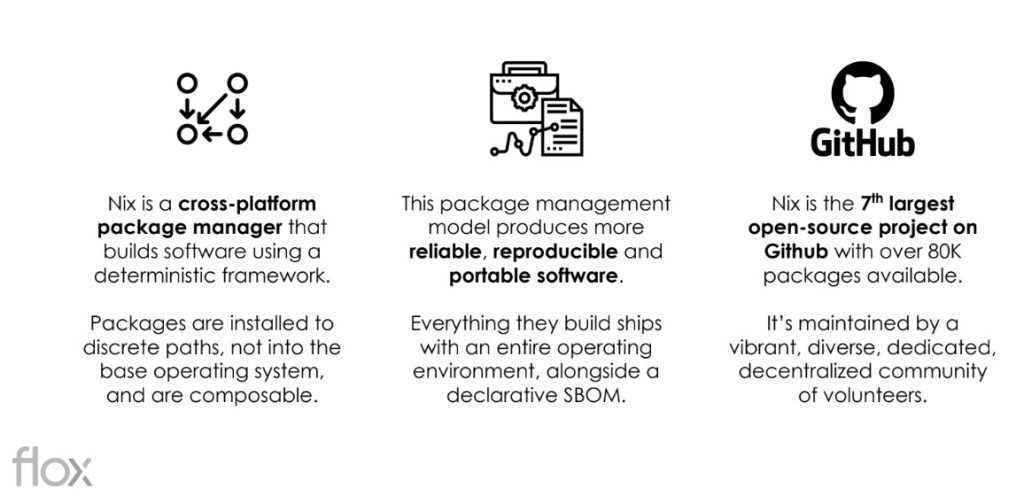 GitHub
Nix is a cross-platform
package manager that
builds software using a
deterministic framework.
Packages are installed to
discrete paths, not into the
base operating system,
and are composable.
This package management
model produces more
reliable, reproducible and
portable software.
Everything they build ships
with an entire operating
environment, alongside a
declarative SBOM.
Nix is the 7th largest
open-source project on
Github with over 80K
packages available.
It's maintained by a
vibrant, diverse, dedicated,
decentralized community
of volunteers.
flox